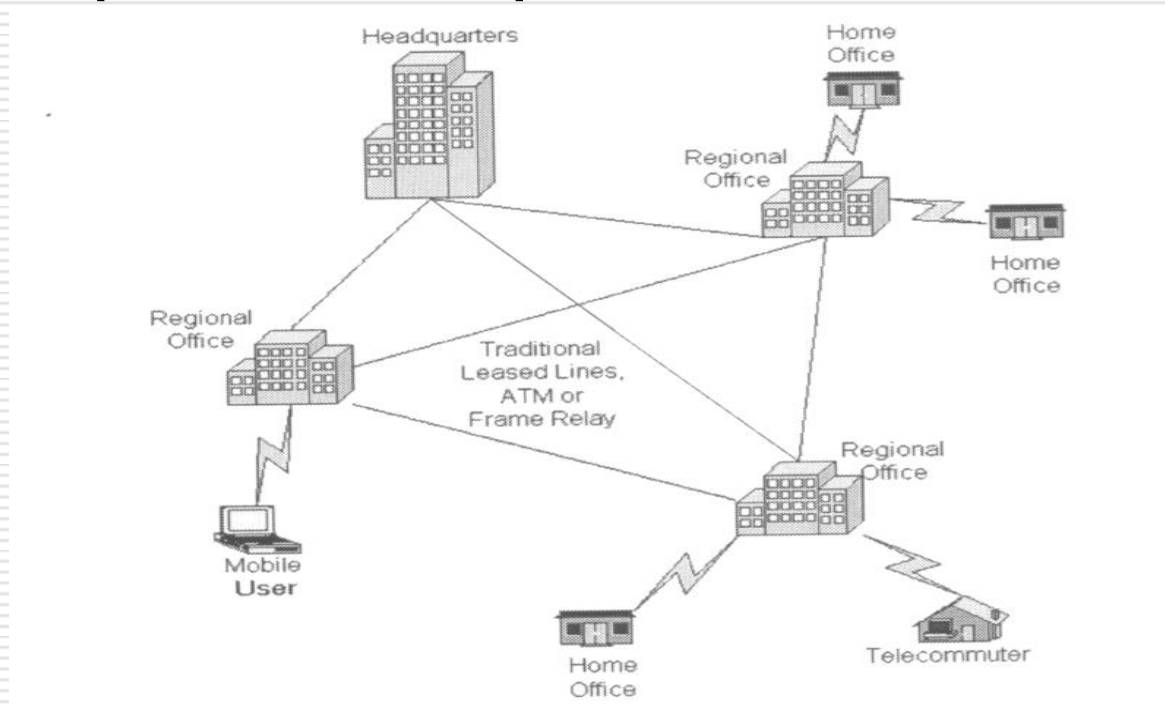 Headquarters
Home
Office
Regional
Office
Home
Office
Regional
Office
Traditional
Leased Lines,
ATM or
Frame Relay
Regional
Office
Mobile
User
Home
Office
Telecommuter